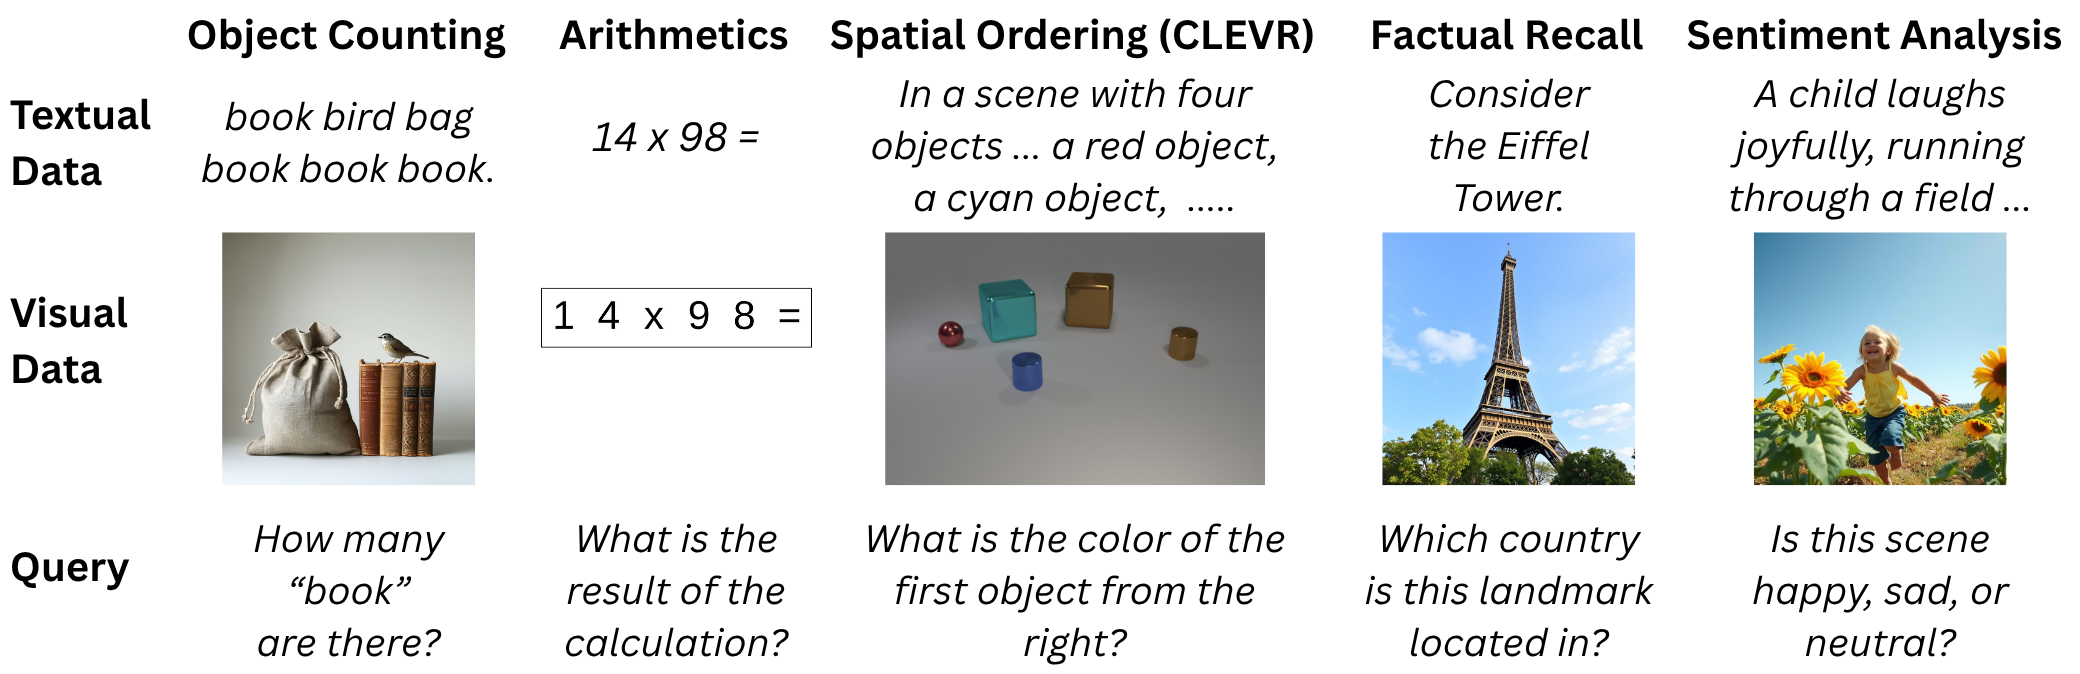 Object Counting
Arithmetics
Spatial Ordering (CLEVR)
Factual Recall
Sentiment Analysis
Textual
Data
book bird bag
book book book.
14 x 98 =
In a scene with four
objects ... a red object,
a cyan object,  .....
Consider
the Eiffel
Tower.
A child laughs
joyfully, running
through a field ...
Visual
Data
1 4 x 9 8 =
Query
How many
“book”
are there?
What is the
result of the
calculation?
What is the color of the
first object from the
right?
Which country
is this landmark
located in?
Is this scene
happy, sad, or
neutral?